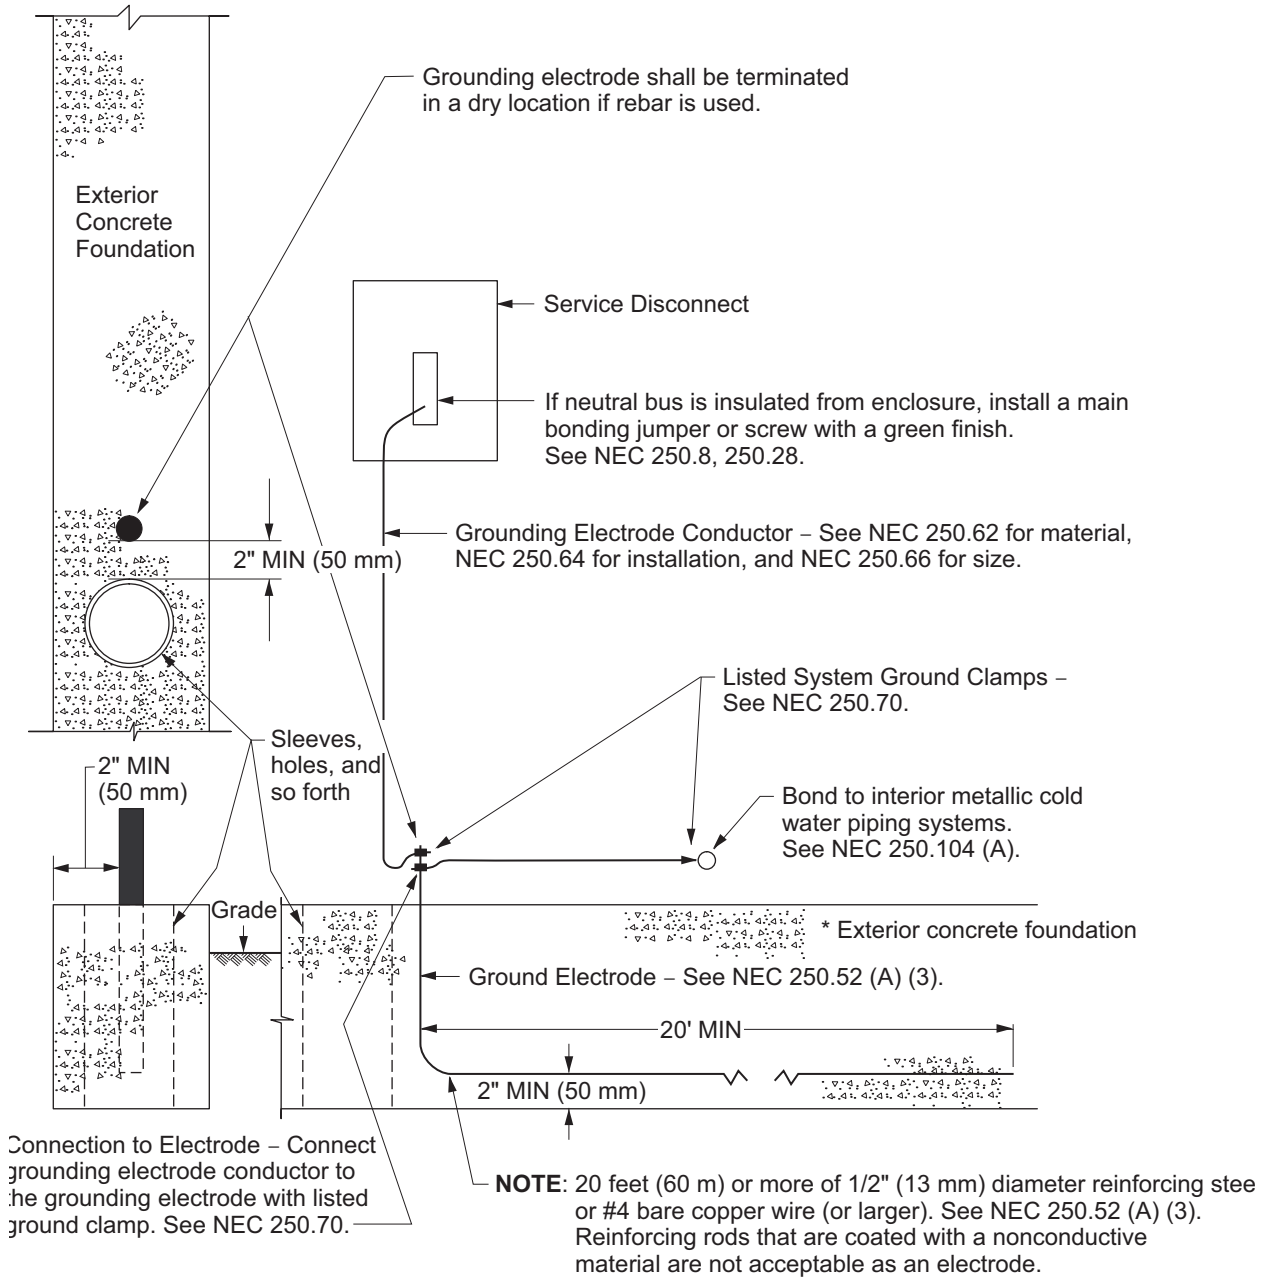 Grounding electrode shall be terminated
in a dry location if rebar is used.
Exterior
Concrete
Foundation
Service Disconnect
If neutral bus is insulated from enclosure, install a main
bonding jumper or screw with a green finish.
See NEC 250.8, 250.28.
Grounding Electrode Conductor – See NEC 250.62 for material,
NEC 250.64 for installation, and NEC 250.66 for size.
2" MIN (50 mm)
Listed System Ground Clamps –
See NEC 250.70.
Sleeves,
holes, and
so forth
2" MIN
(50 mm)
Bond to interior metallic cold
water piping systems.
See NEC 250.104 (A).
Grade
* Exterior concrete foundation
Ground Electrode – See NEC 250.52 (A) (3).
20' MIN
2" MIN (50 mm)
Connection to Electrode – Connect
grounding electrode conductor to
the grounding electrode with listed
ground clamp. See NEC 250.70.
NOTE: 20 feet (60 m) or more of 1/2" (13 mm) diameter reinforcing stee
or #4 bare copper wire (or larger). See NEC 250.52 (A) (3).
Reinforcing rods that are coated with a nonconductive
material are not acceptable as an electrode.